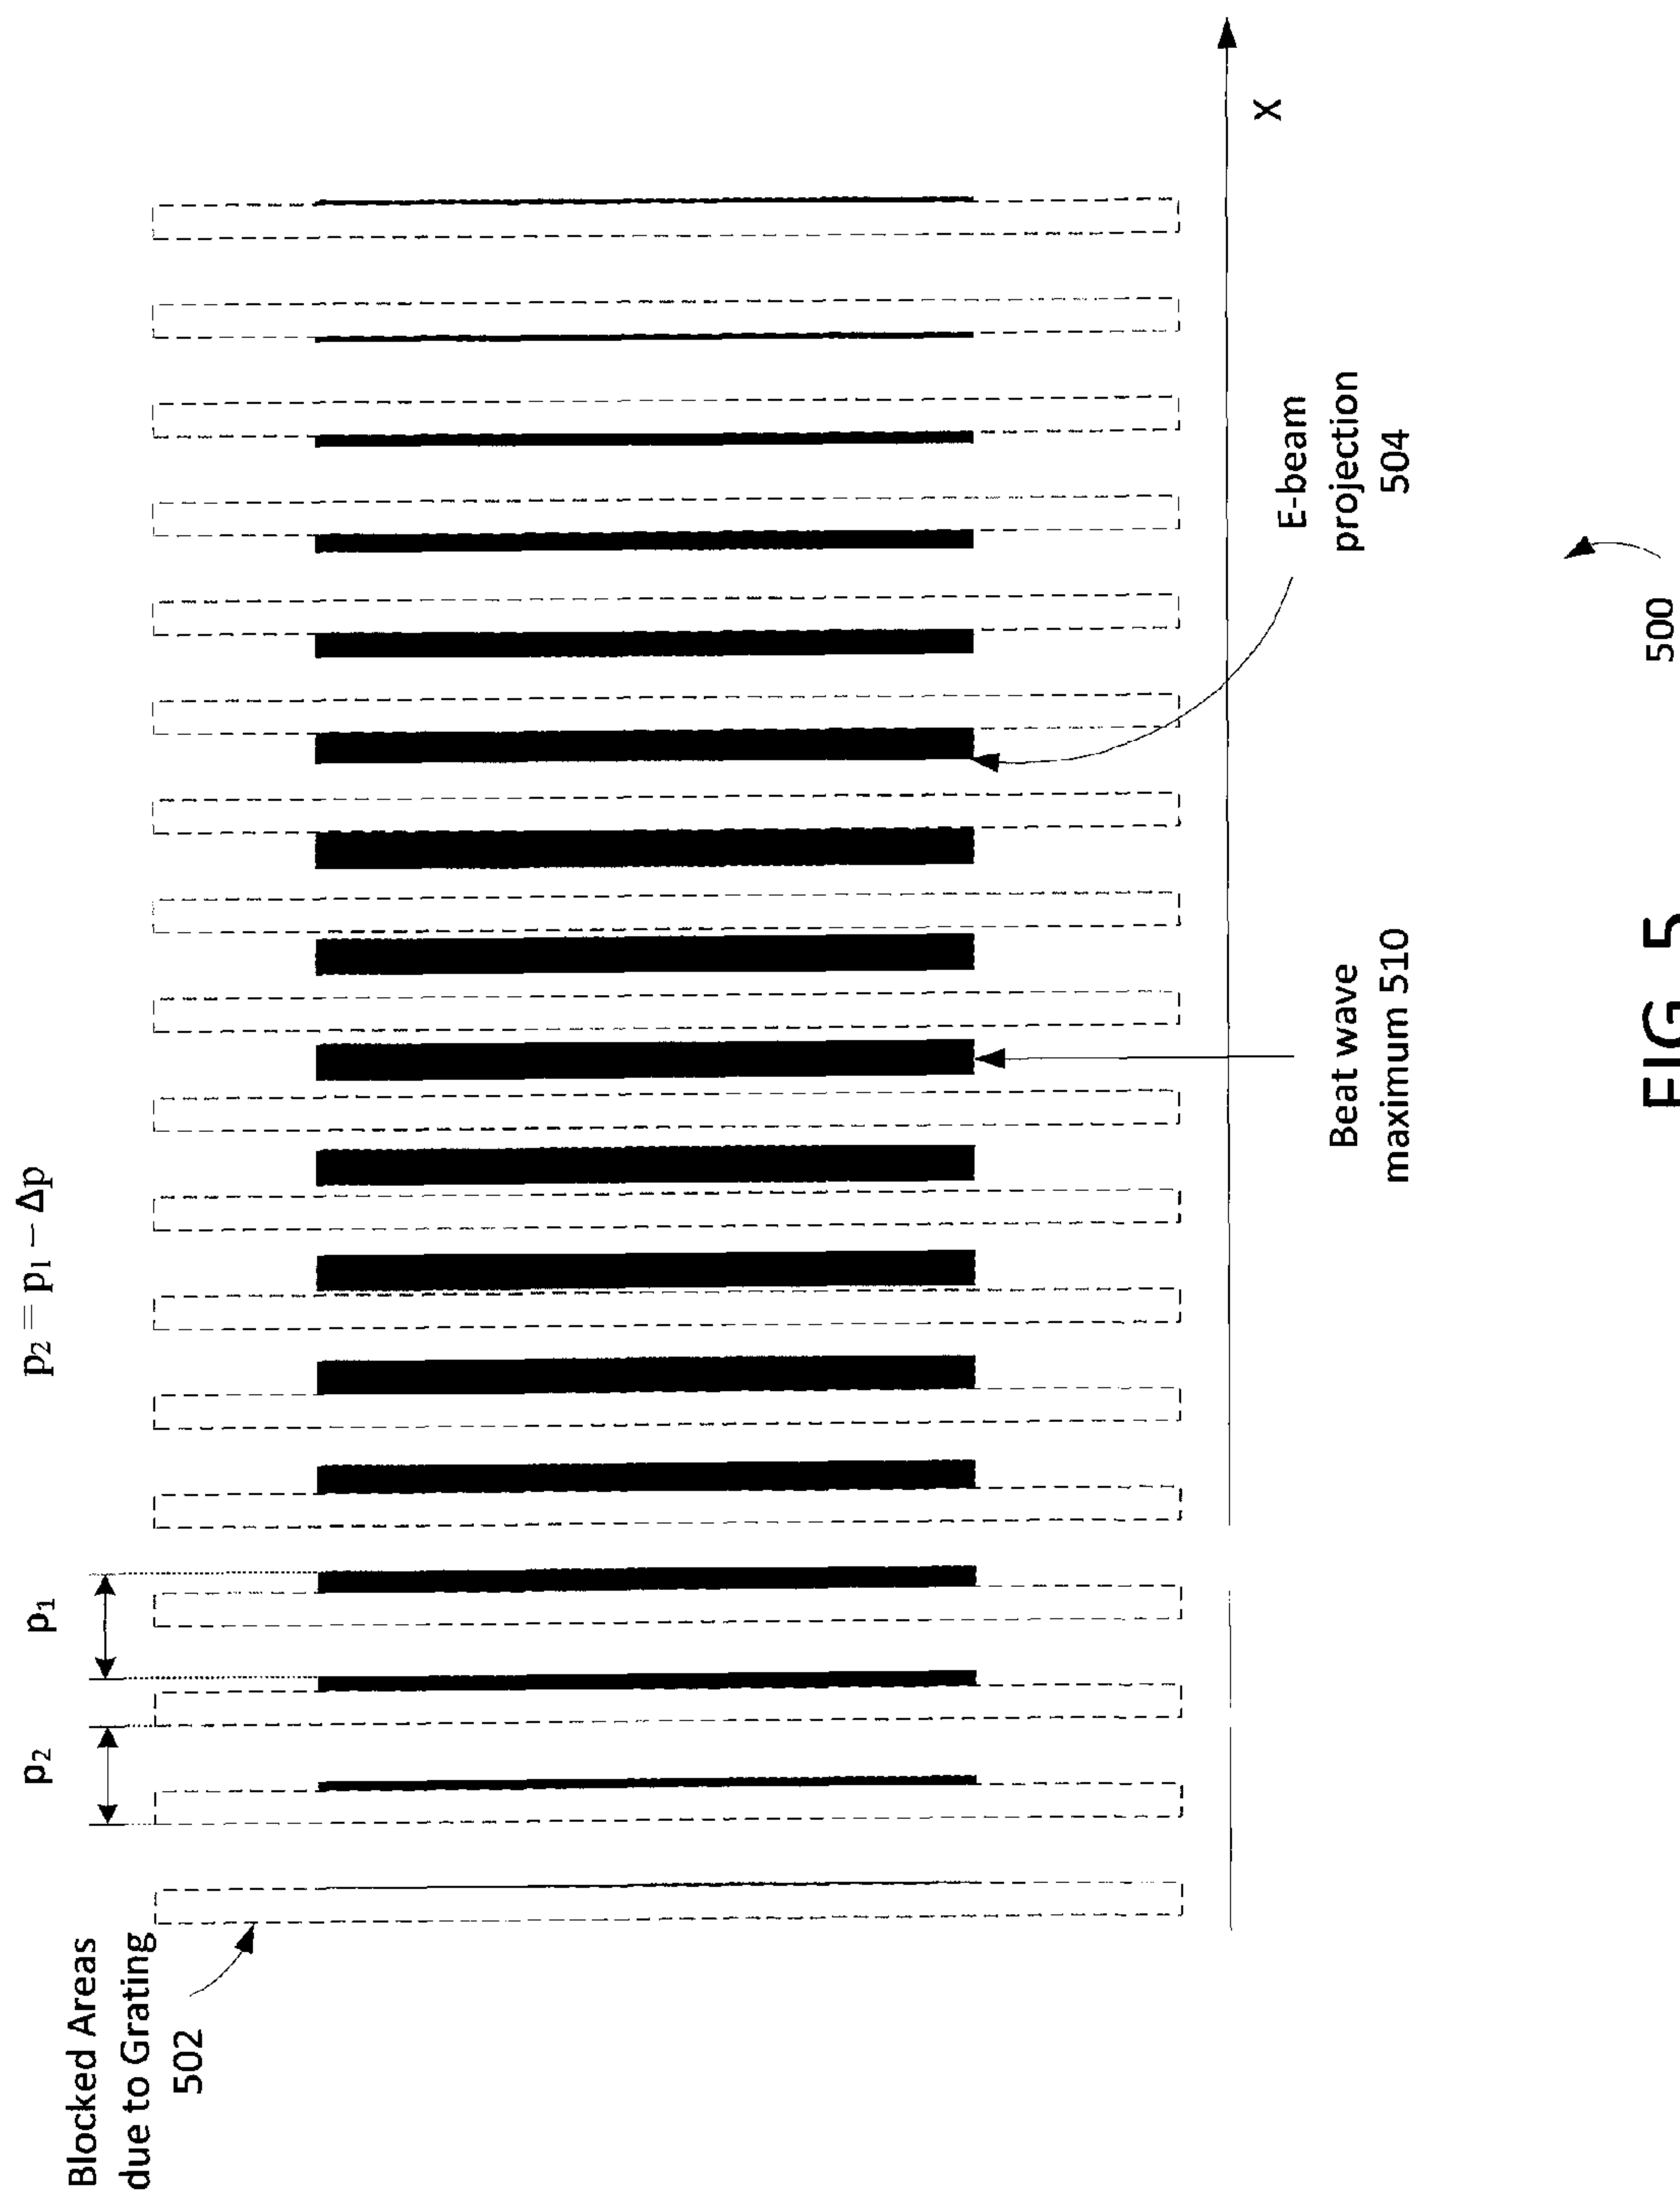 p₂ = p₁ − Δp
Blocked Areas
due to Grating
502
p₂
p₁
X
Beat wave
maximum 510
E-beam
projection
504
500
FIG. 5